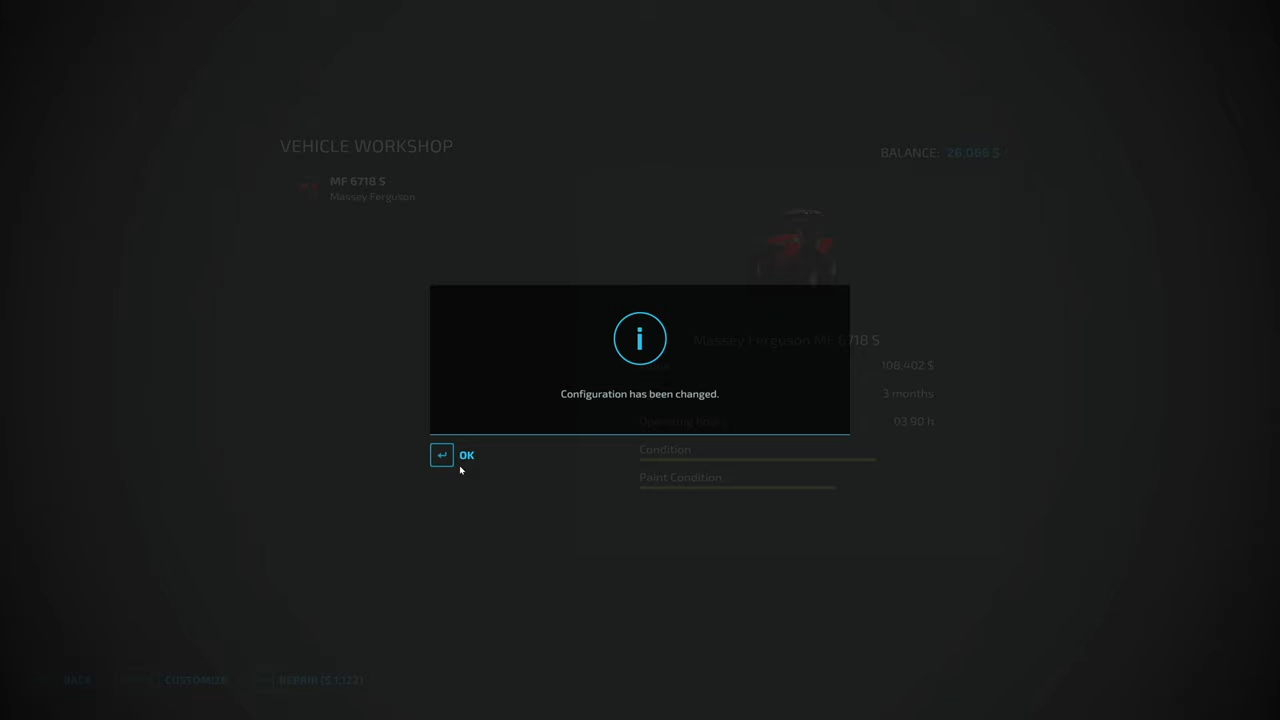 VEHICLE WORKSHOP
BALANCE: 26,066 $
MF 6718 S
Massey Ferguson
Massey Ferguson MF 6718 S
108,402 $
Configuration has been changed.
3 months
Operating hours
03.90 h
OK
Condition
Paint Condition
BACK
CUSTOMIZE
REPAIR ($ 1,122)